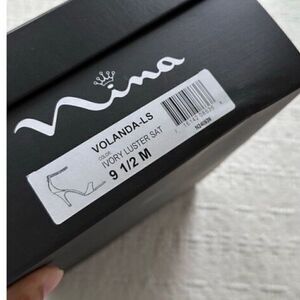 Nina
VOLANDA-LS
COLOR:
IVORY LUSTER SAT
9 1/2 M